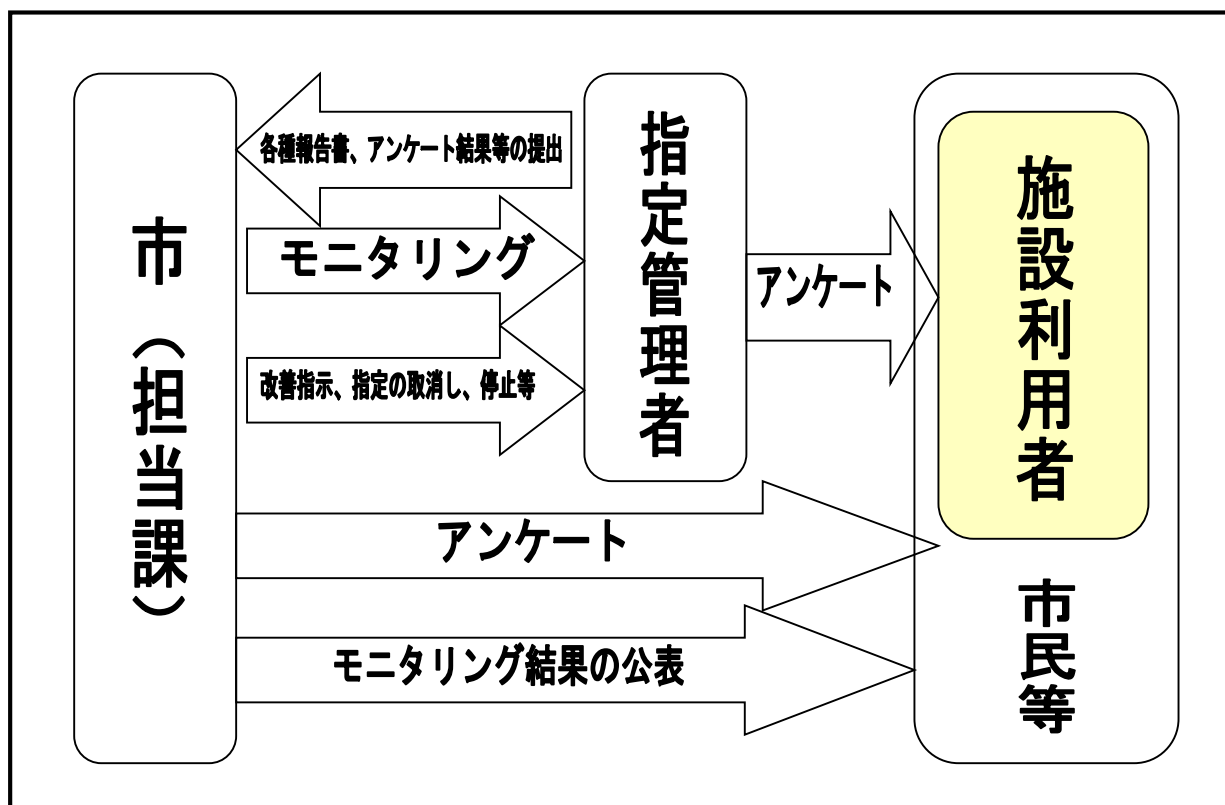 市（担当課）
各種報告書、アンケート結果等の提出
モニタリング
改善指示、指定の取消し、停止等
指定管理者
アンケート
施設利用者
アンケート
モニタリング結果の公表
市民等